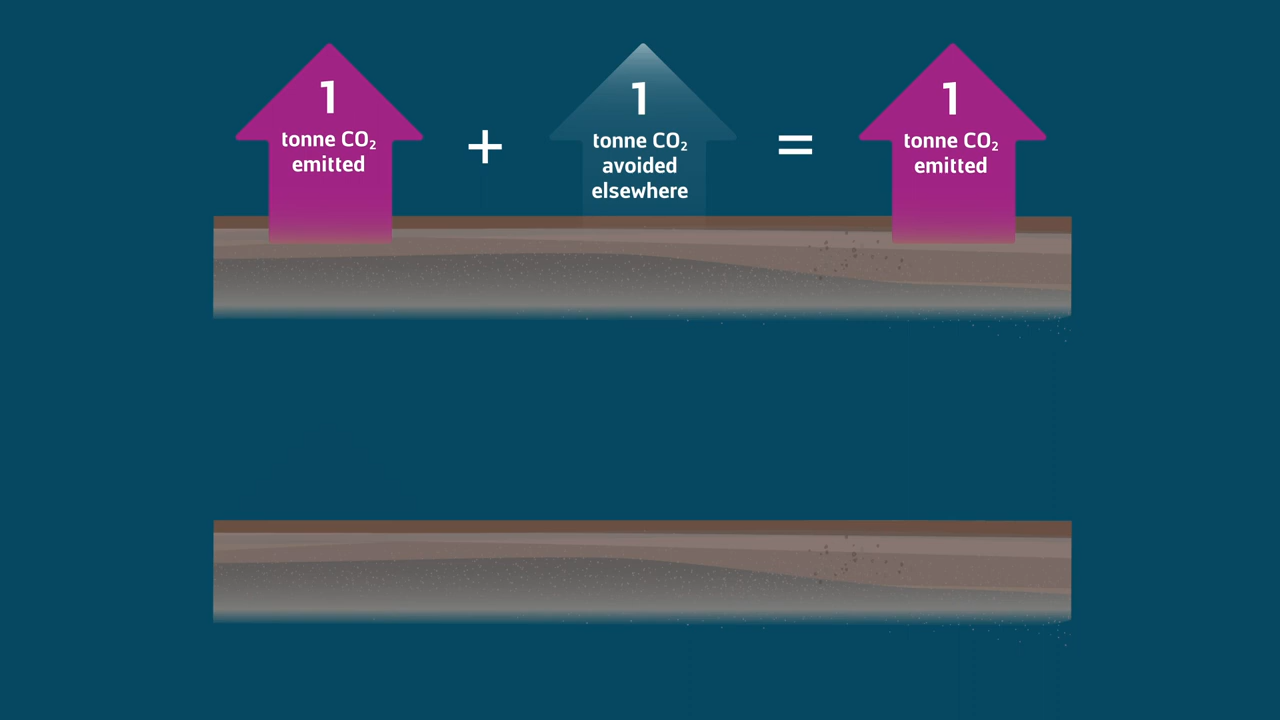 1
tonne CO₂
emitted
+
1
tonne CO₂
avoided
elsewhere
=
1
tonne CO₂
emitted